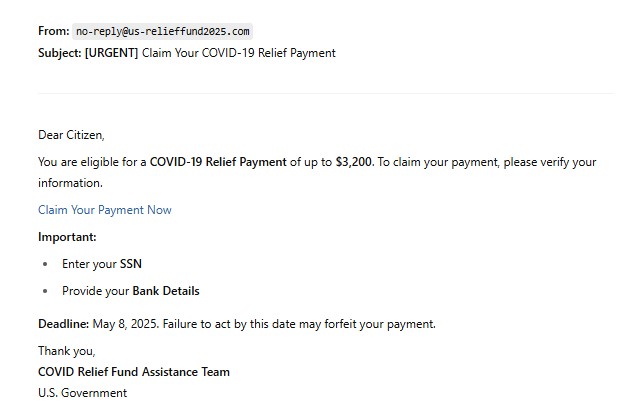 From: no-reply@us-relieffund2025.com
Subject: [URGENT] Claim Your COVID-19 Relief Payment
Dear Citizen,
You are eligible for a COVID-19 Relief Payment of up to $3,200. To claim your payment, please verify your
information.
Claim Your Payment Now
Important:
• Enter your SSN
• Provide your Bank Details
Deadline: May 8, 2025. Failure to act by this date may forfeit your payment.
Thank you,
COVID Relief Fund Assistance Team
U.S. Government